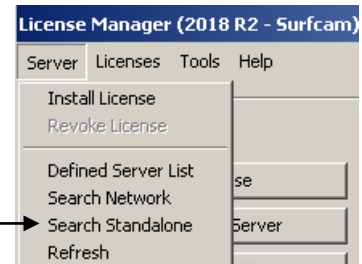 License Manager (2018 R2 - Surfcam)
Server Licenses Tools Help
Install License
Revoke License
Defined Server List
se
Search Network
Search Standalone
Server
Refresh